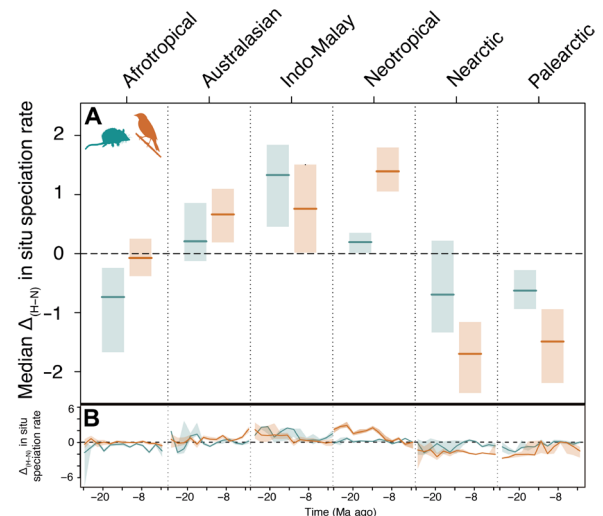 Afrotropical
Australasian
Indo-Malay
Neotropical
Nearctic
Palearctic
A
Median Δ(H−N) in situ speciation rate
2
1
0
−1
−2
B
Δ(H−N) in situ
speciation rate
6
0
−6
−20 −8 −20 −8 −20 −8 −20 −8 −20 −8 −20 −8
Time (Ma ago)